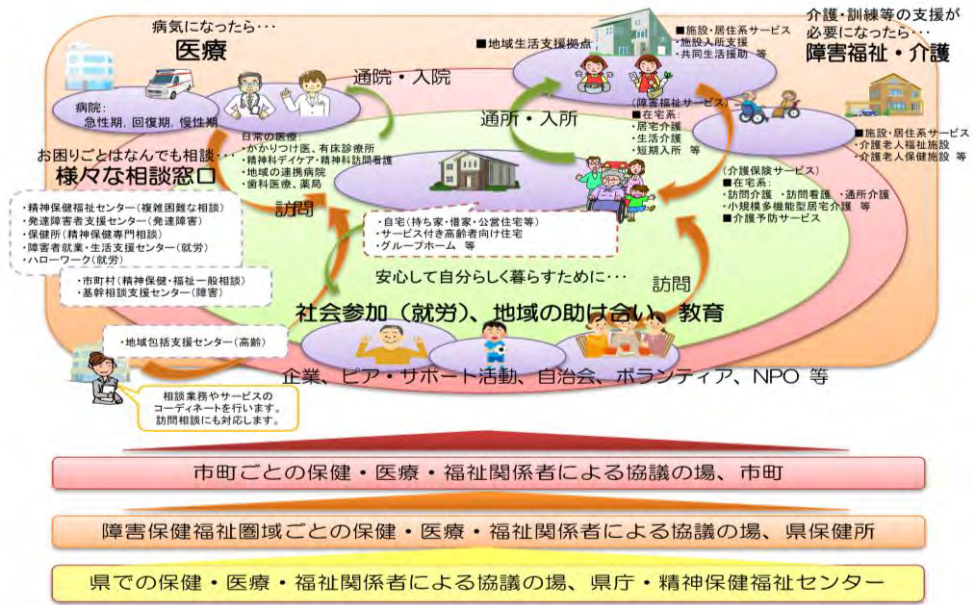 病気になったら･･･
医療
病院：
急性期，回復期，慢性期
日常の医療：
・かかりつけ医、有床診療所
・精神科デイケア・精神科訪問看護
・地域の連携病院
・歯科医療、薬局
通院・入院
■地域生活支援拠点
■施設・居住系サービス
・施設入所支援
・共同生活援助 等
介護・訓練等の支援が
必要になったら･･･
障害福祉・介護
通所・入所
(障害福祉サービス)
■在宅系：
・居宅介護
・生活介護
・短期入所 等
■施設・居住系サービス
・介護老人福祉施設
・介護老人保健施設 等
(介護保険サービス)
■在宅系：
・訪問介護 ・訪問看護 ・通所介護
・小規模多機能型居宅介護 等
■介護予防サービス
お困りごとはなんでも相談･･･
様々な相談窓口
訪問
・精神保健福祉センター(複雑困難な相談)
・発達障害者支援センター(発達障害)
・保健所(精神保健専門相談)
・障害者就業・生活支援センター(就労)
・ハローワーク(就労)
・市町村(精神保健・福祉一般相談)
・基幹相談支援センター(障害)
・地域包括支援センター(高齢)
相談業務やサービスの
コーディネートを行います。
訪問相談にも対応します。
・自宅(持ち家・借家・公営住宅等)
・サービス付き高齢者向け住宅
・グループホーム 等
安心して自分らしく暮らすために･･･
訪問
社会参加（就労）、地域の助け合い、教育
企業、ピア・サポート活動、自治会、ボランティア、NPO 等
市町ごとの保健・医療・福祉関係者による協議の場、市町
障害保健福祉圏域ごとの保健・医療・福祉関係者による協議の場、県保健所
県での保健・医療・福祉関係者による協議の場、県庁・精神保健福祉センター